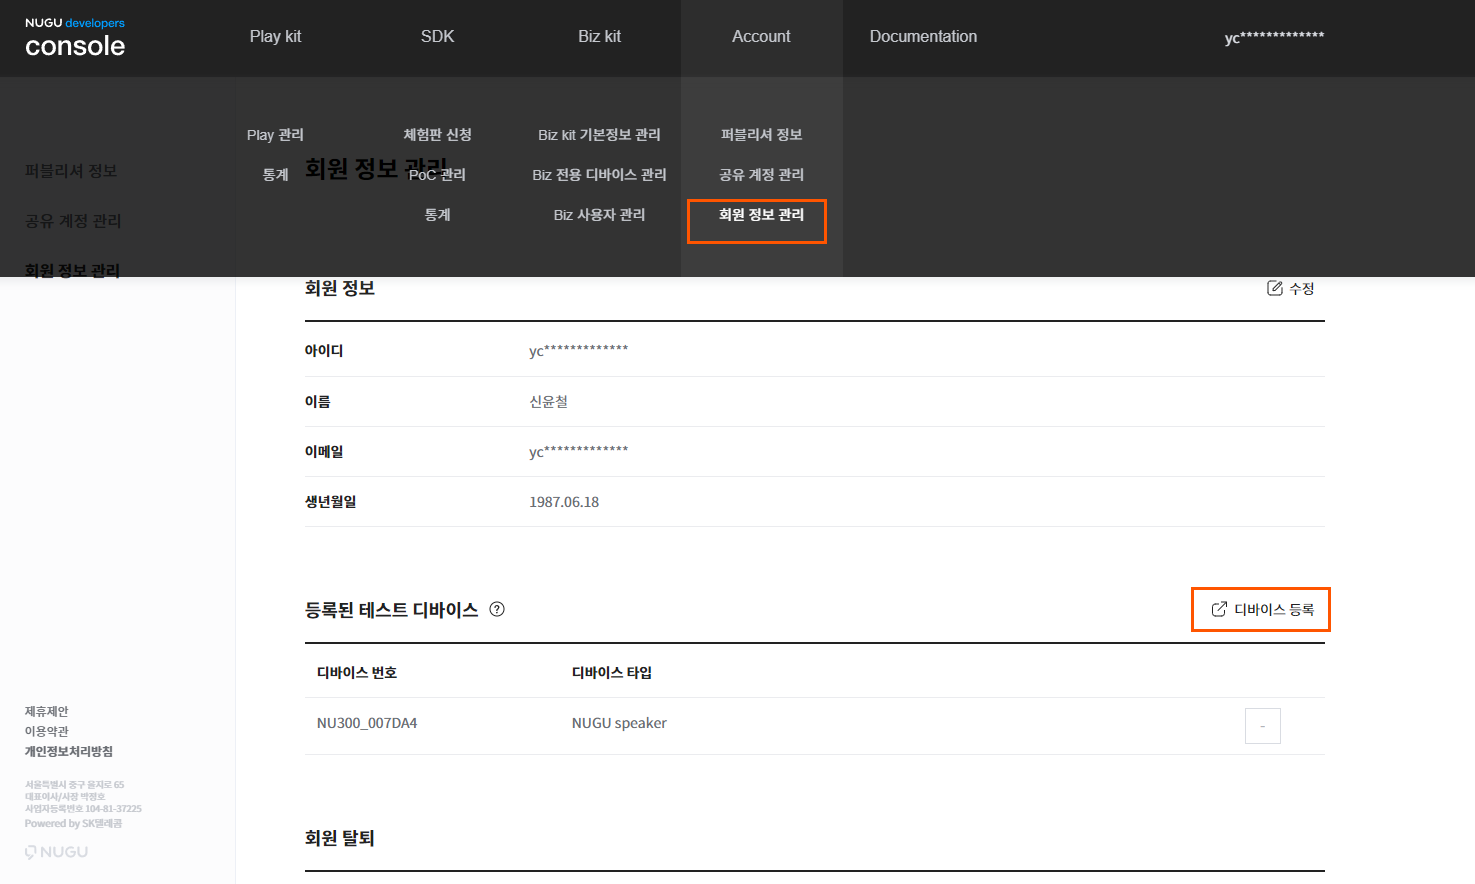 NUGU developers
console
Play kit
SDK
Biz kit
Account
Documentation
yc*************
Play 관리
통계
체험판 신청
PoC 관리
통계
Biz kit 기본정보 관리
Biz 전용 디바이스 관리
Biz 사용자 관리
퍼블리셔 정보
공유 계정 관리
회원 정보 관리
퍼블리셔 정보
공유 계정 관리
회원 정보 관리
회원 정보 관리
회원 정보
수정
아이디 yc*************
이름 신윤철
이메일 yc*************
생년월일 1987.06.18
등록된 테스트 디바이스 ?
디바이스 등록
디바이스 번호 디바이스 타입
NU300_007DA4 NUGU speaker -
회원 탈퇴
제휴제안
이용약관
개인정보처리방침
서울특별시 중구 을지로 65
대표이사/사장 박정호
사업자등록번호 104-81-37225
Powered by SK텔레콤
NUGU